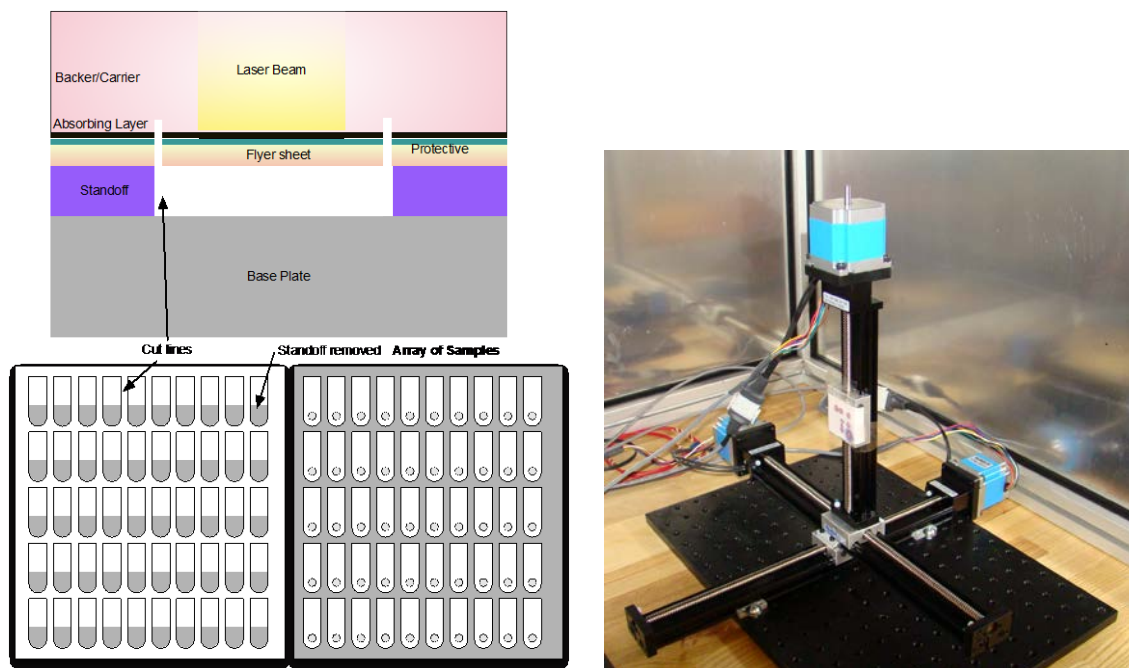 Laser Beam
Backer/Carrier
Absorbing Layer
Protective
Flyer sheet
Standoff
Base Plate
Cut lines
Standoff removed
Array of Samples